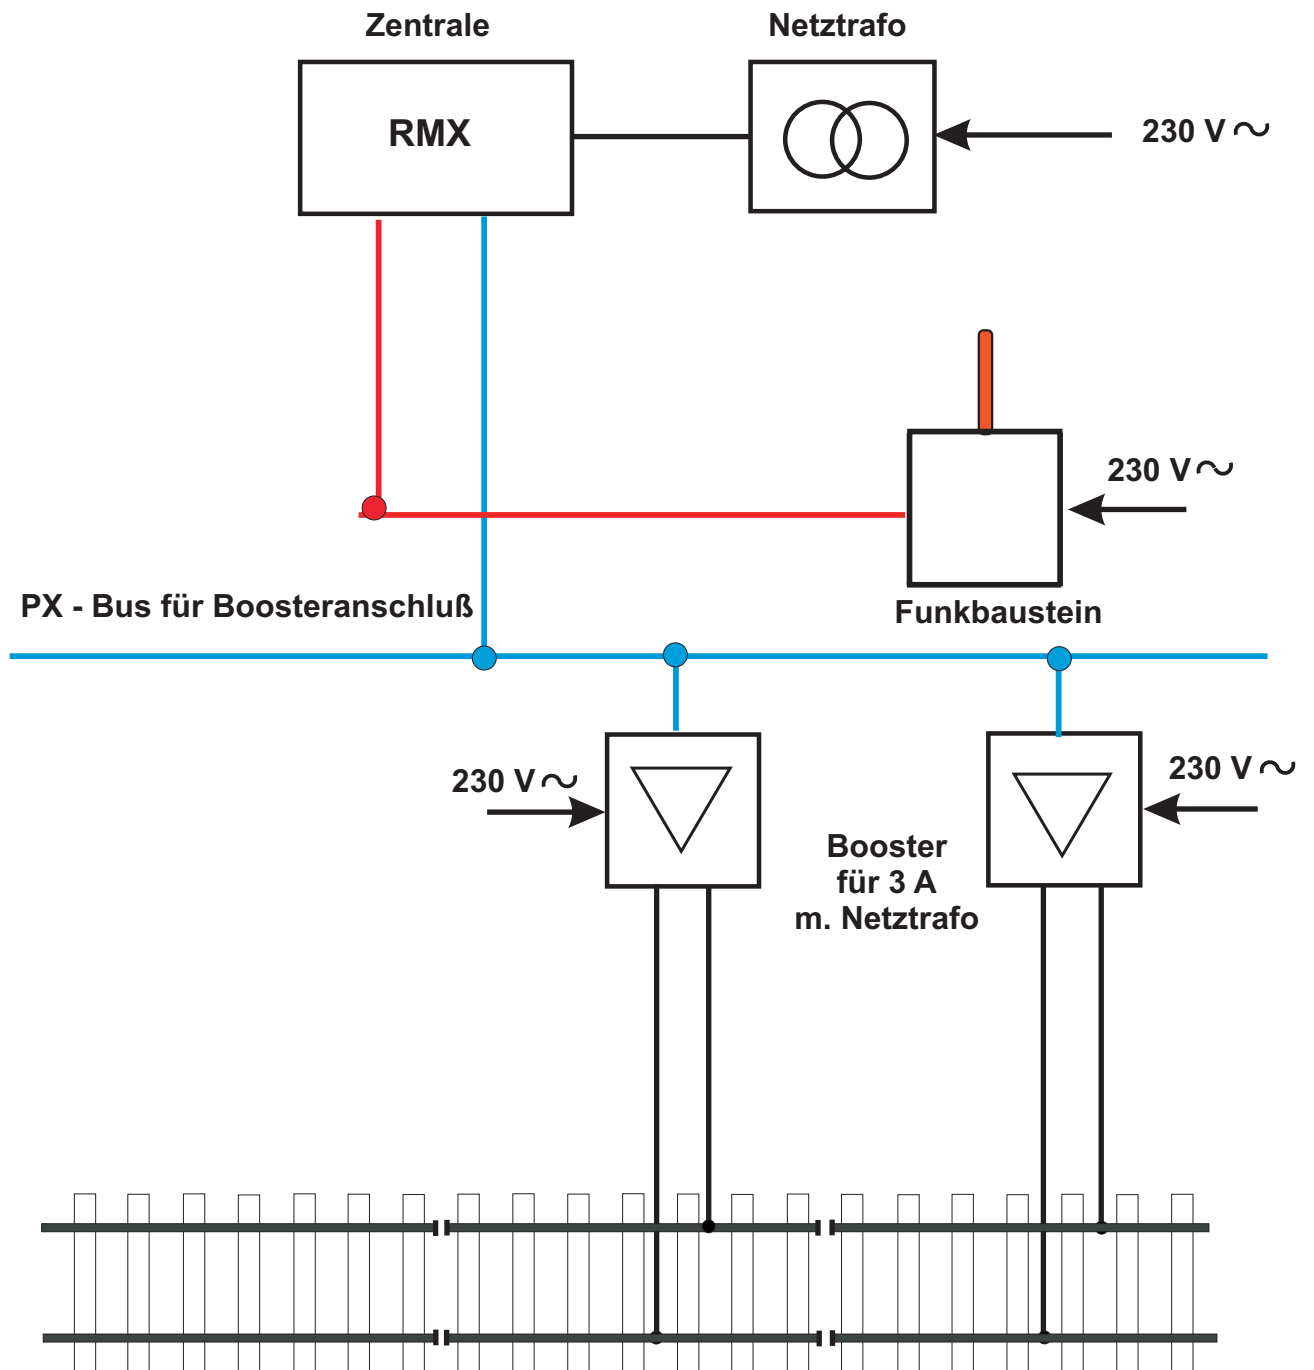 Zentrale
Netztrafo
RMX
230 V ~
230 V ~
PX - Bus für Boosteranschluß
Funkbaustein
230 V ~
230 V ~
Booster
für 3 A
m. Netztrafo